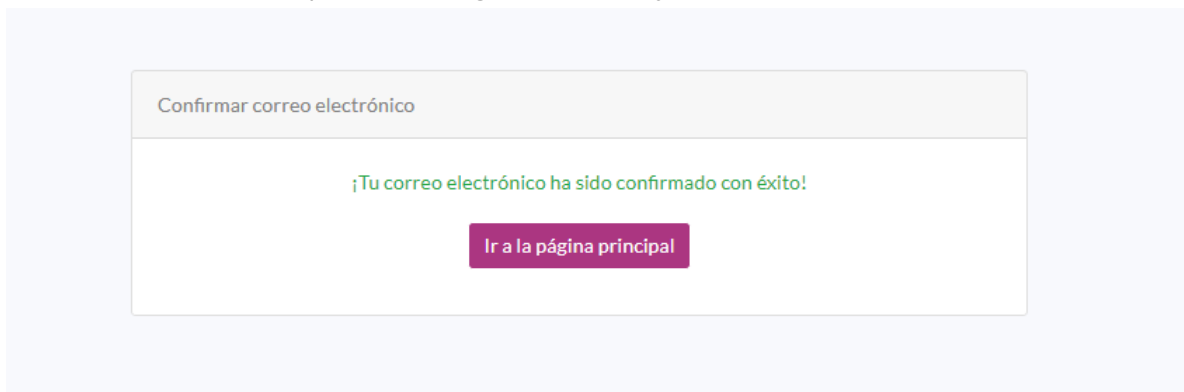 Confirmar correo electrónico
¡Tu correo electrónico ha sido confirmado con éxito!
Ir a la página principal